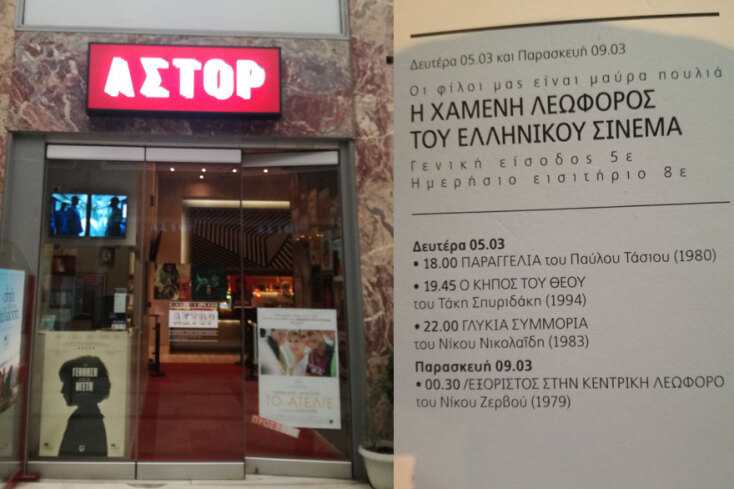 ΑΣΤΟΡ
ΑΣΤΟΡ
ΤΟ ΑΤΕΛΙΕ
Δευτέρα 05.03 και Παρασκευή 09.03
Οι φίλοι μας είναι μαύρα πουλιά
Η ΧΑΜΕΝΗ ΛΕΩΦΟΡΟΣ
ΤΟΥ ΕΛΛΗΝΙΚΟΥ ΣΙΝΕΜΑ
Γενική είσοδος 5ε
Ημερήσιο εισιτήριο 8ε
Δευτέρα 05.03
• 18.00 ΠΑΡΑΓΓΕΛΙΑ του Παύλου Τάσιου (1980)
• 19.45 Ο ΚΗΠΟΣ ΤΟΥ ΘΕΟΥ
του Τάκη Σπυριδάκη (1994)
• 22.00 ΓΛΥΚΙΑ ΣΥΜΜΟΡΙΑ
του Νίκου Νικολαΐδη (1983)
Παρασκευή 09.03
• 00.30 /ΕΞΟΡΙΣΤΟΣ ΣΤΗΝ ΚΕΝΤΡΙΚΗ ΛΕΩΦΟΡΟ
του Νίκου Ζερβού (1979)